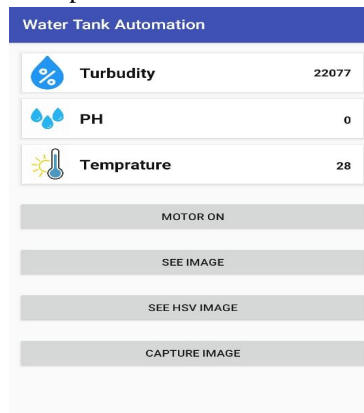 Water Tank Automation
Turbudity 22077
PH 0
Temprature 28
MOTOR ON
SEE IMAGE
SEE HSV IMAGE
CAPTURE IMAGE